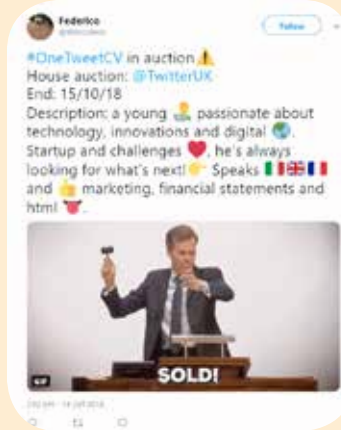 Federico
Follow
#OneTweetCV in auction ⚠️
House auction: @TwitterUK
End: 15/10/18
Description: a young 👨‍💼 passionate about
technology, innovations and digital 🌍.
Startup and challenges ❤️, he's always
looking for what's next!👉 Speaks 🇮🇹🇬🇧🇫🇷
and 👍 marketing, financial statements and
html 👅.
SOLD!
GIF